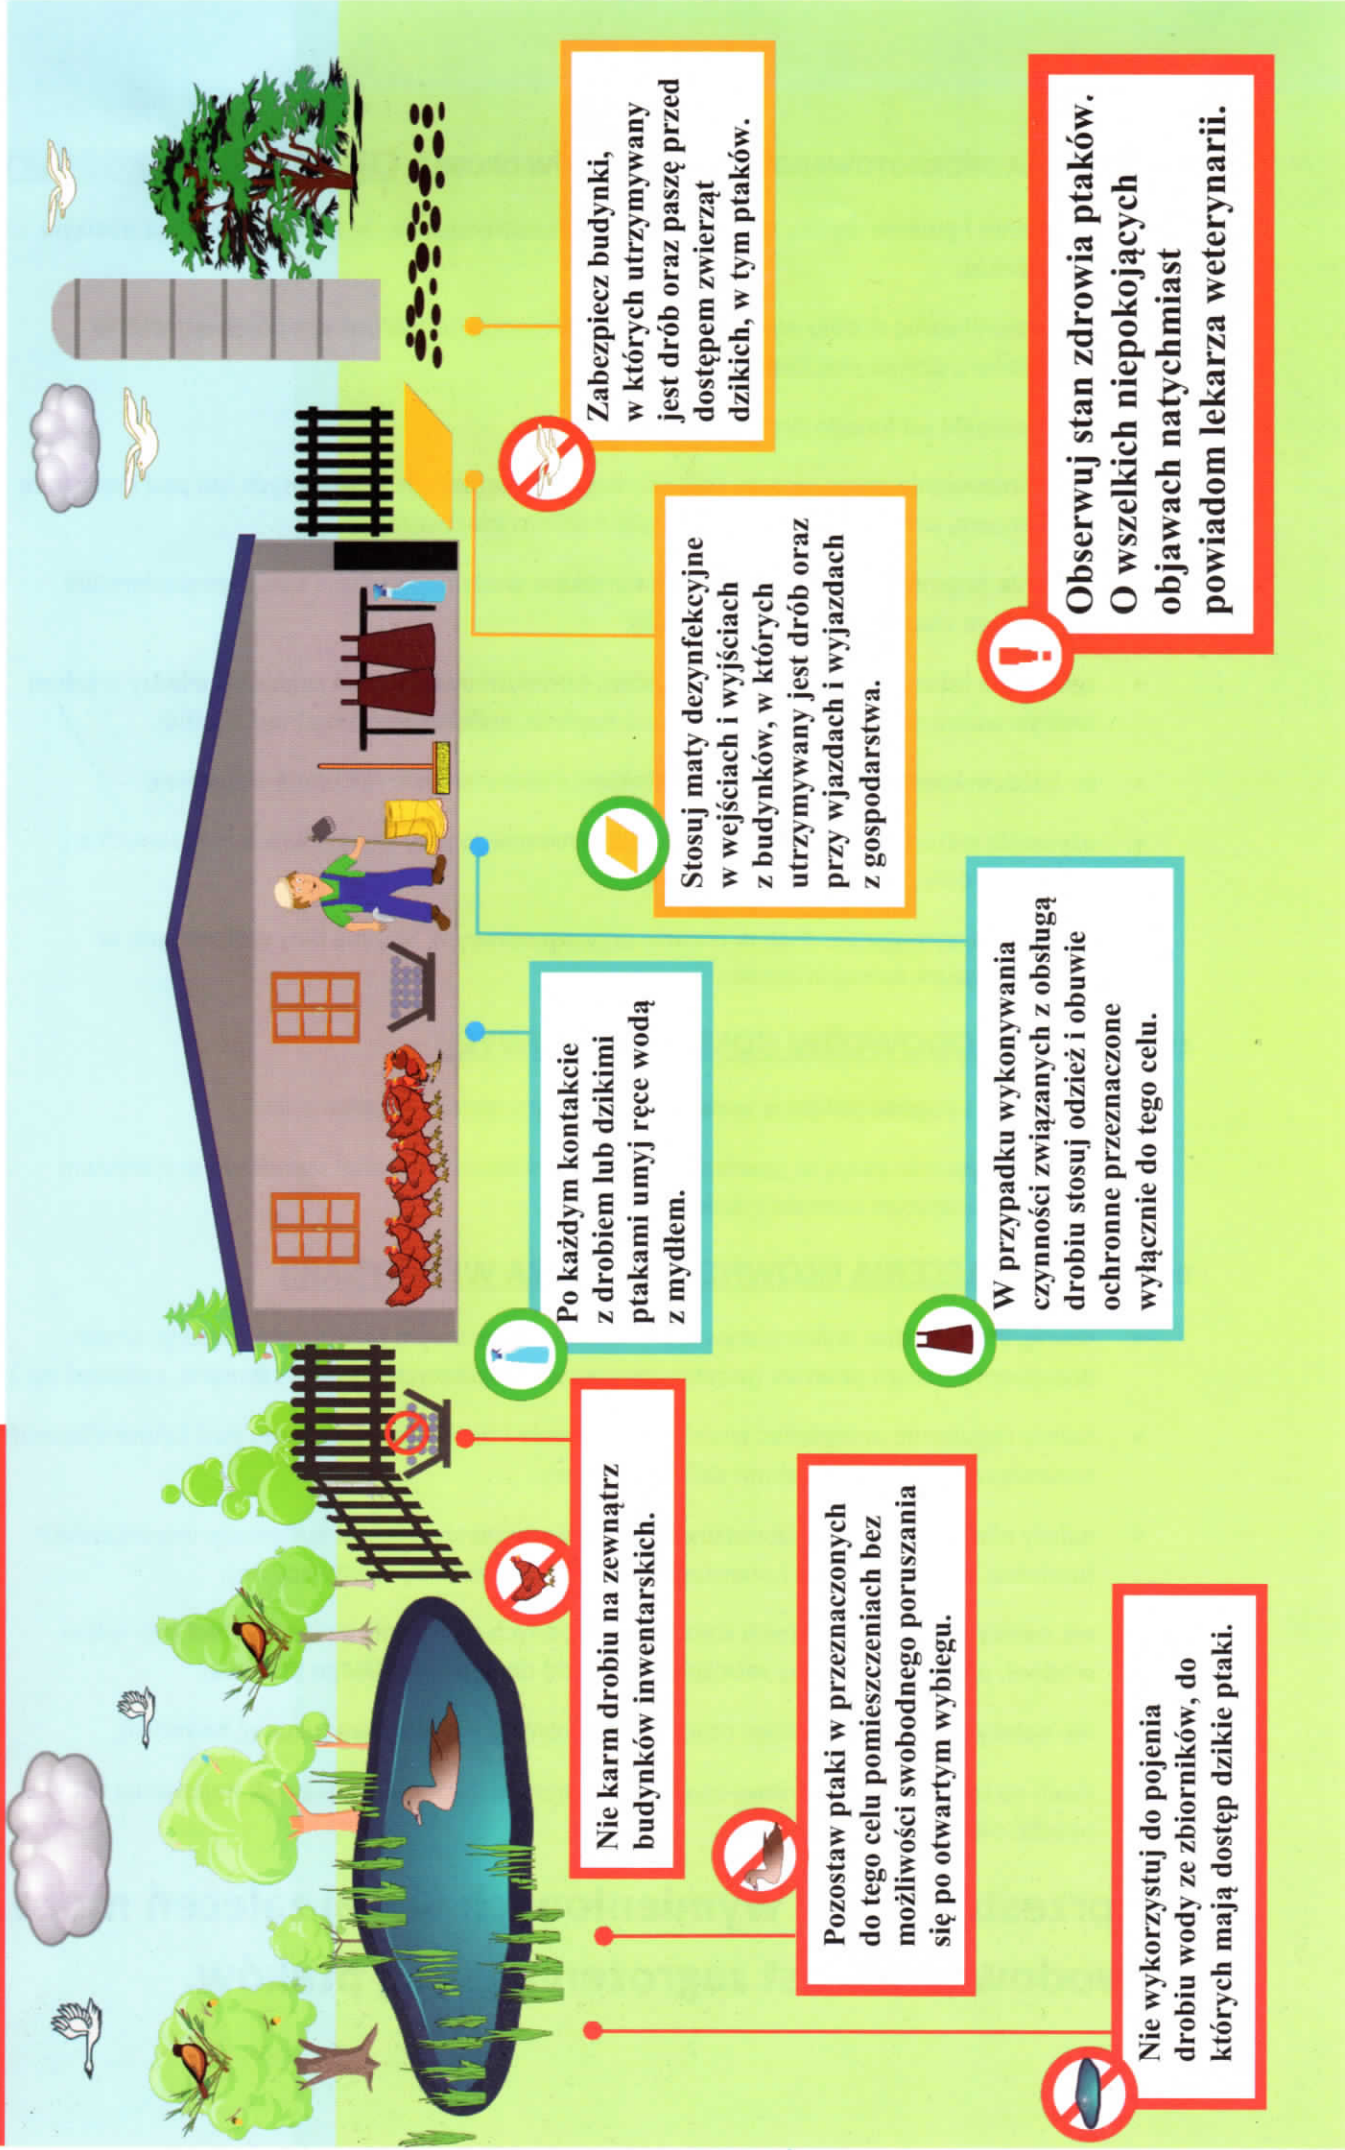 Nie karm drobiu na zewnątrz
budynków inwentarskich.
Pozostaw ptaki w przeznaczonych
do tego celu pomieszczeniach bez
możliwości swobodnego poruszania
się po otwartym wybiegu.
Nie wykorzystuj do pojenia
drobiu wody ze zbiorników, do
których mają dostęp dzikie ptaki.
Po każdym kontakcie
z drobiem lub dzikimi
ptakami umyj ręce wodą
z mydłem.
W przypadku wykonywania
czynności związanych z obsługą
drobiu stosuj odzież i obuwie
ochronne przeznaczone
wyłącznie do tego celu.
Stosuj maty dezynfekcyjne
w wejściach i wyjściach
z budynków, w których
utrzymywany jest drób oraz
przy wjazdach i wyjazdach
z gospodarstwa.
Zabezpiecz budynki,
w których utrzymywany
jest drób oraz paszę przed
dostępem zwierząt
dzikich, w tym ptaków.
Obserwuj stan zdrowia ptaków.
O wszelkich niepokojących
objawach natychmiast
powiadom lekarza weterynarii.